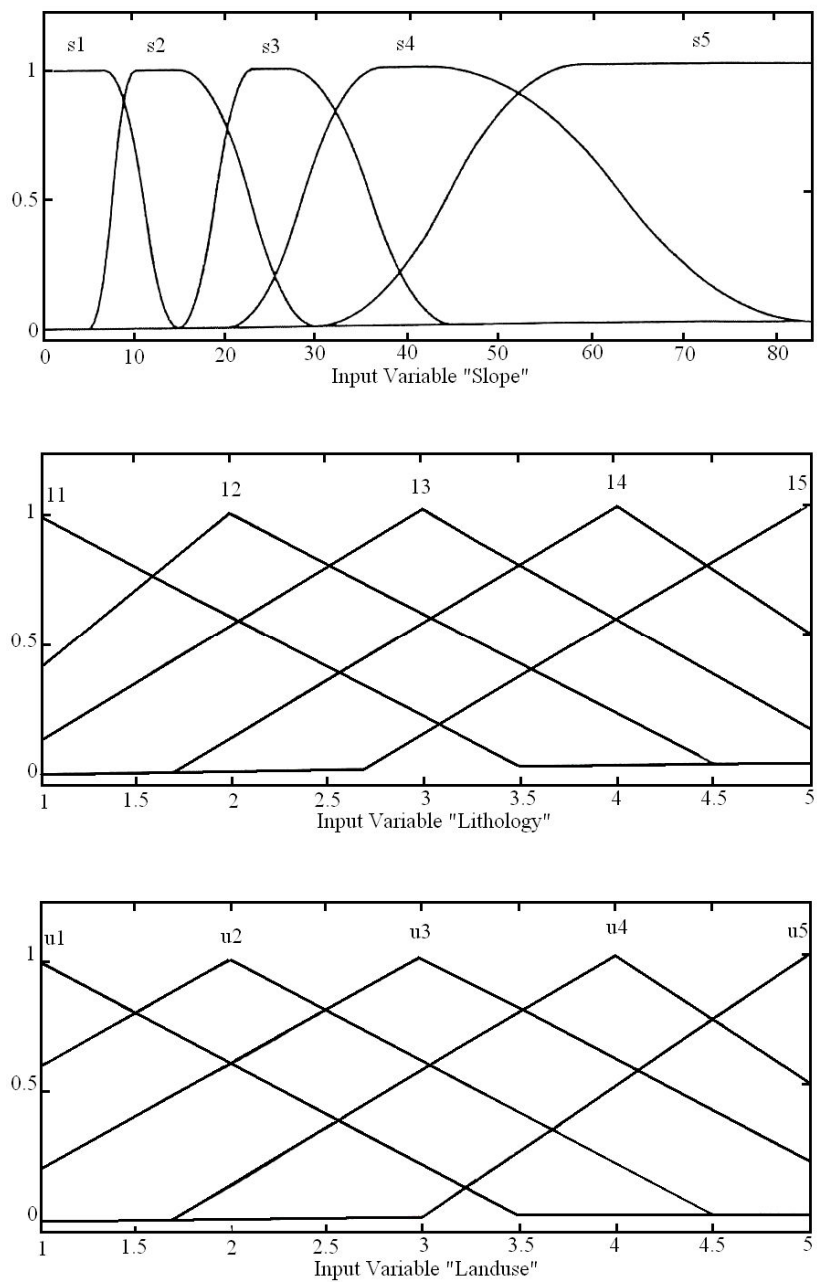 s1 s2 s3 s4 s5
1
0.5
0
0 10 20 30 40 50 60 70 80
Input Variable "Slope"
11 12 13 14 15
1
0.5
0
1 1.5 2 2.5 3 3.5 4 4.5 5
Input Variable "Lithology"
u1 u2 u3 u4 u5
1
0.5
0
1 1.5 2 2.5 3 3.5 4 4.5 5
Input Variable "Landuse"